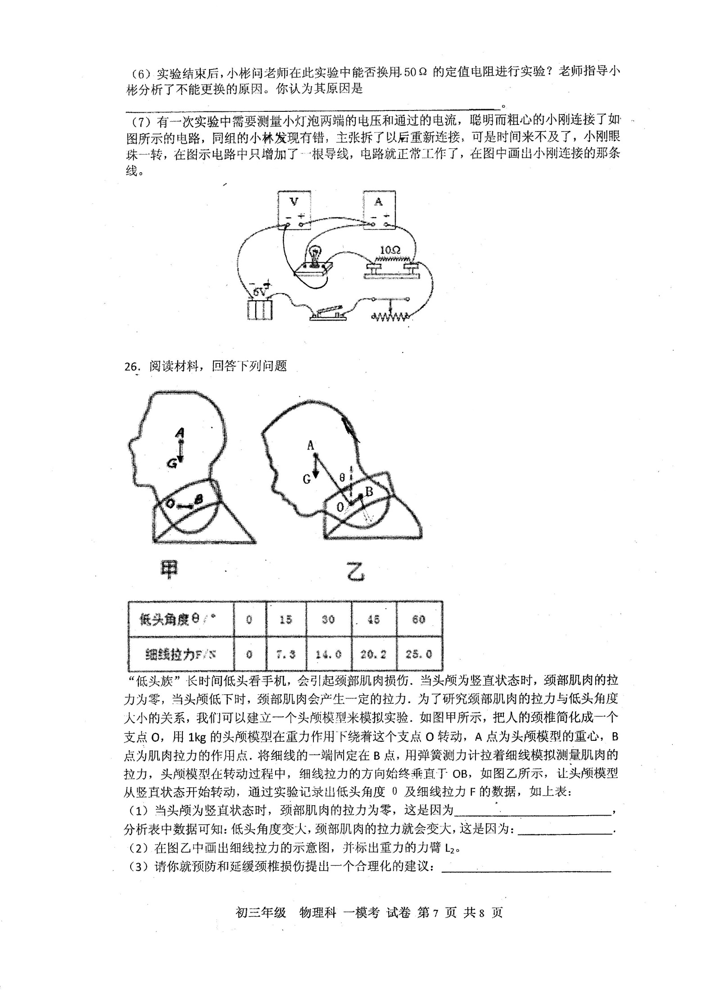 （6）实验结束后，小彬问老师在此实验中能否换用 50Ω 的定值电阻进行实验？老师指导小
彬分析了不能更换的原因。你认为其原因是
。
（7）有一次实验中需要测量小灯泡两端的电压和通过的电流，聪明而粗心的小刚连接了如
图所示的电路，同组的小林发现有错，主张拆了以后重新连接，可是时间来不及了，小刚眼
珠一转，在图示电路中只增加了一根导线，电路就正常工作了，在图中画出小刚连接的那条
线。
V
A
- +
- +
10Ω
- +
6V
26．阅读材料，回答下列问题
A
G
O
B
A
G
θ
B
O
甲
乙
低头角度θ/° 0 15 30 45 60
细线拉力F/N 0 7.3 14.0 20.2 25.0
“低头族”长时间低头看手机，会引起颈部肌肉损伤．当头颅为竖直状态时，颈部肌肉的拉
力为零，当头颅低下时，颈部肌肉会产生一定的拉力．为了研究颈部肌肉的拉力与低头角度
大小的关系，我们可以建立一个头颅模型来模拟实验．如图甲所示，把人的颈椎简化成一个
支点 O，用 1kg 的头颅模型在重力作用下绕着这个支点 O 转动，A 点为头颅模型的重心，B
点为肌肉拉力的作用点．将细线的一端固定在 B 点，用弹簧测力计拉着细线模拟测量肌肉的
拉力，头颅模型在转动过程中，细线拉力的方向始终垂直于 OB，如图乙所示，让头颅模型
从竖直状态开始转动，通过实验记录出低头角度 θ 及细线拉力 F 的数据，如上表：
（1）当头颅为竖直状态时，颈部肌肉的拉力为零，这是因为，
分析表中数据可知：低头角度变大，颈部肌肉的拉力就会变大，这是因为：．
（2）在图乙中画出细线拉力的示意图，并标出重力的力臂 L₂。
（3）请你就预防和延缓颈椎损伤提出一个合理化的建议：
初三年级 物理科 一模考 试卷 第 7 页 共 8 页